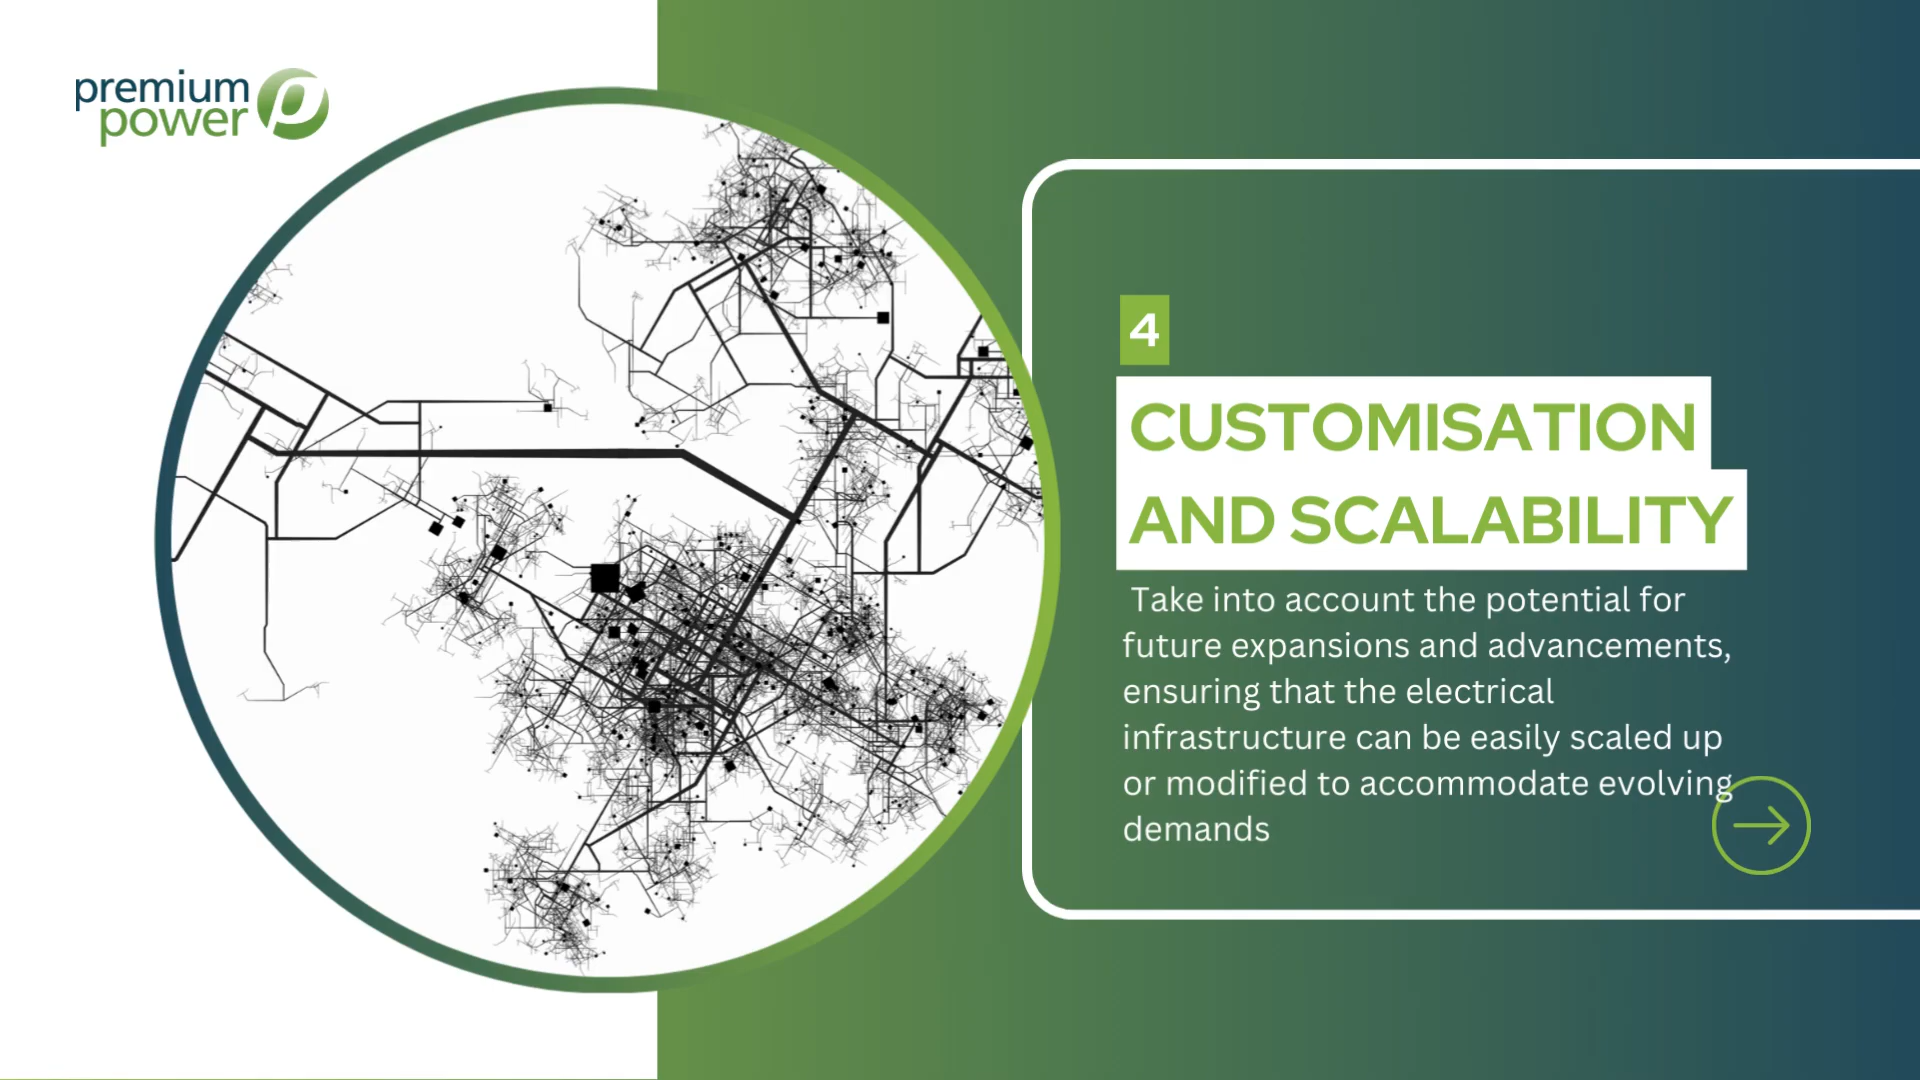 premium
power
4
CUSTOMISATION
AND SCALABILITY
Take into account the potential for
future expansions and advancements,
ensuring that the electrical
infrastructure can be easily scaled up
or modified to accommodate evolving
demands